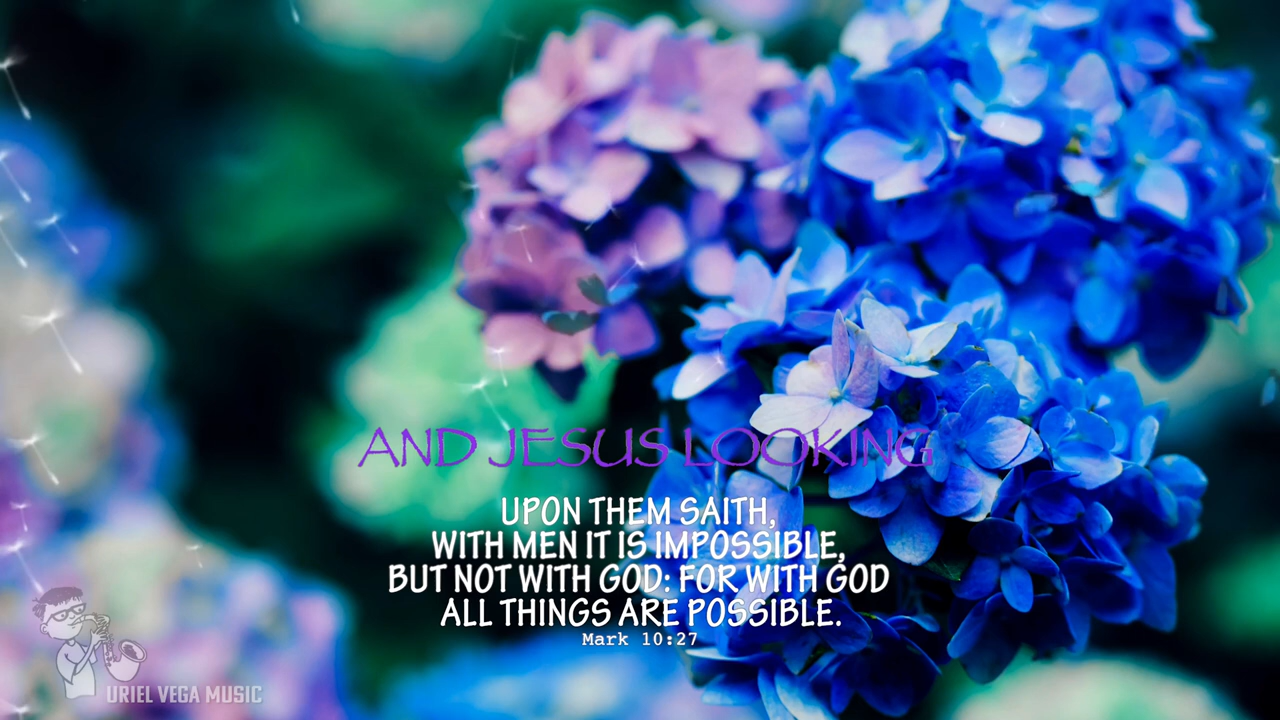 AND JESUS LOOKING
UPON THEM SAITH,
WITH MEN IT IS IMPOSSIBLE,
BUT NOT WITH GOD: FOR WITH GOD
ALL THINGS ARE POSSIBLE.
Mark 10:27
URIEL VEGA MUSIC